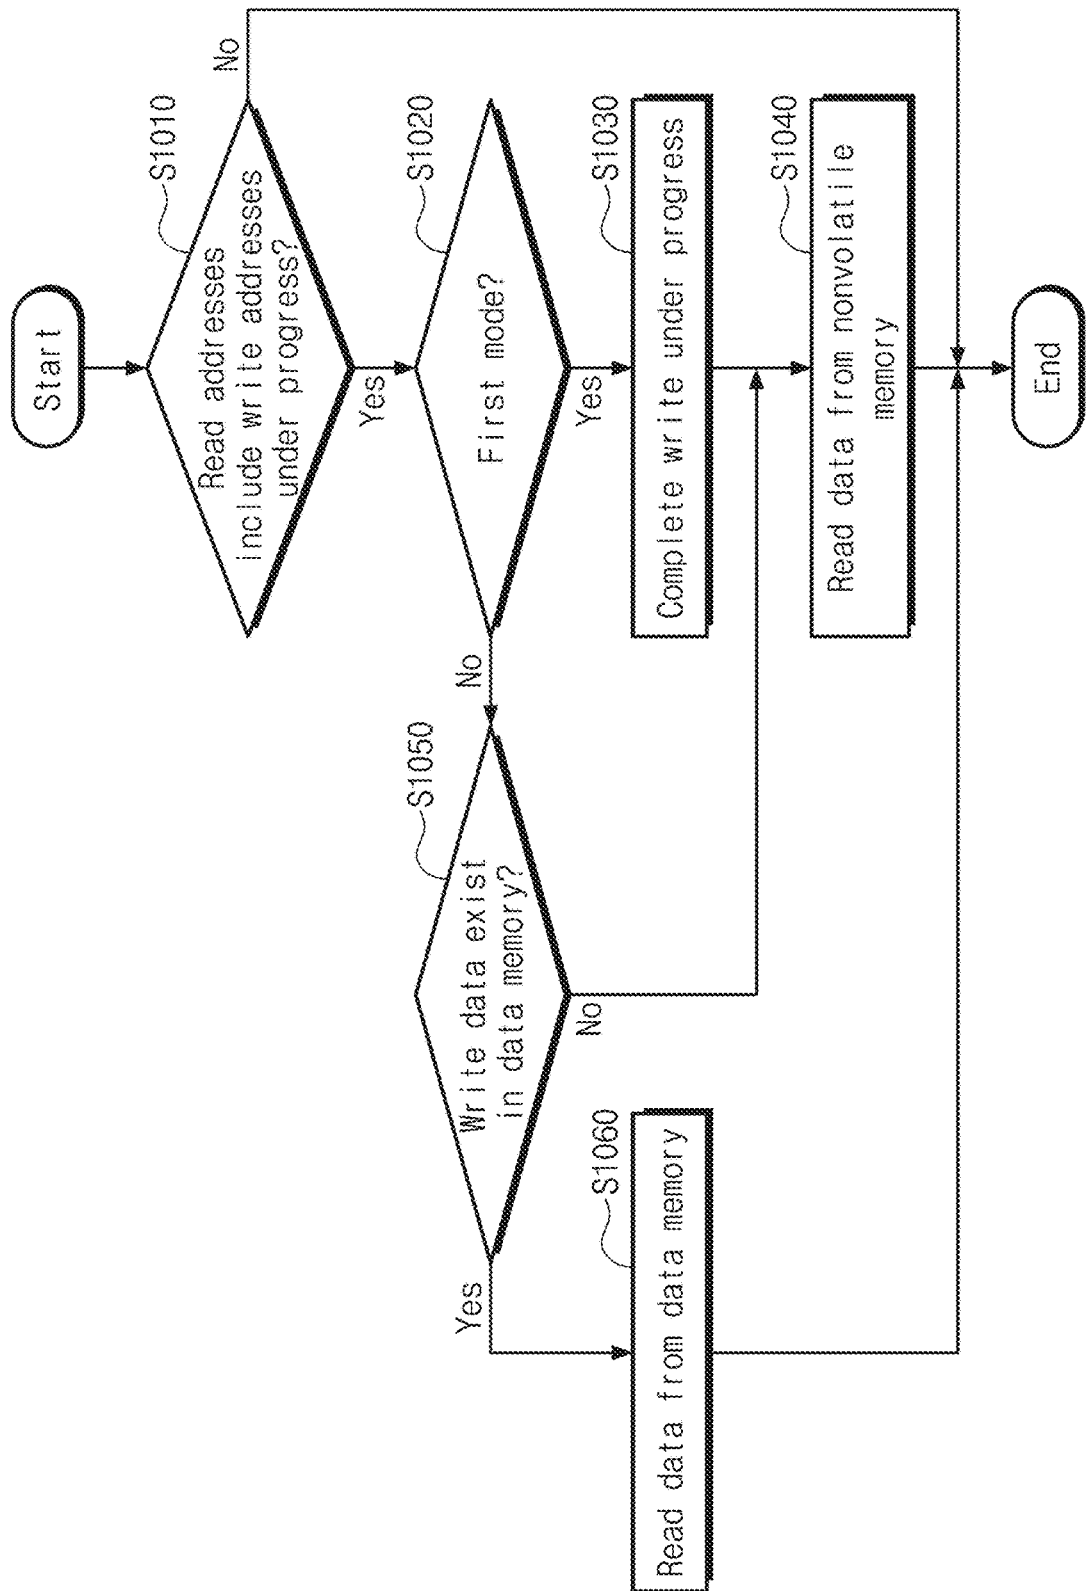 Start
S1010
Read addresses
include write addresses
under progress?
No
Yes
S1020
First mode?
No
Yes
S1050
Write data exist
in data memory?
Yes
No
S1030
Complete write under progress
S1060
Read data from data memory
S1040
Read data from nonvolatile
memory
End